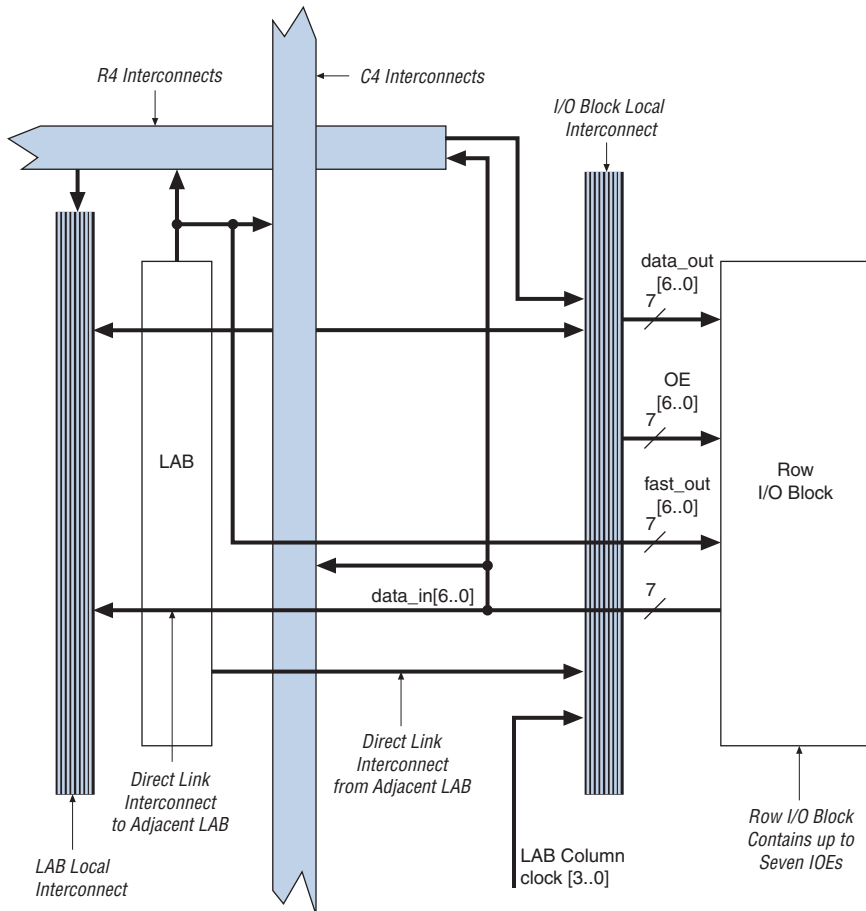 R4 Interconnects
C4 Interconnects
I/O Block Local
Interconnect
data_out
[6..0]
7
OE
[6..0]
7
LAB
Row
I/O Block
fast_out
[6..0]
7
7
data_in[6..0]
Direct Link
Interconnect
to Adjacent LAB
Direct Link
Interconnect
from Adjacent LAB
Row I/O Block
Contains up to
Seven IOEs
LAB Local
Interconnect
LAB Column
clock [3..0]